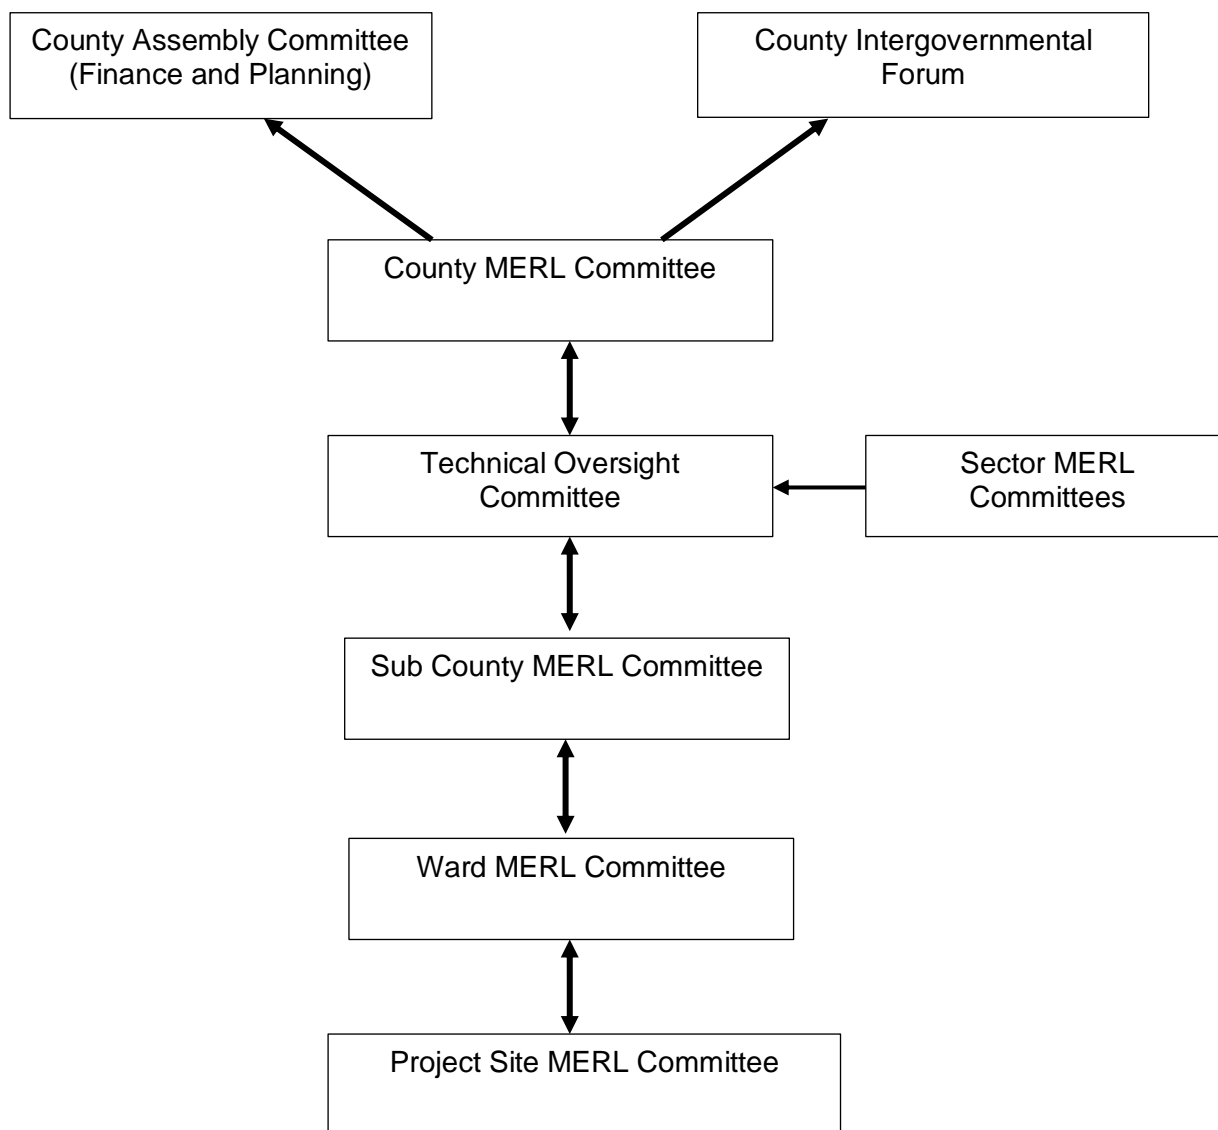 County Assembly Committee
(Finance and Planning)
County Intergovernmental
Forum
County MERL Committee
Technical Oversight
Committee
Sector MERL
Committees
Sub County MERL Committee
Ward MERL Committee
Project Site MERL Committee